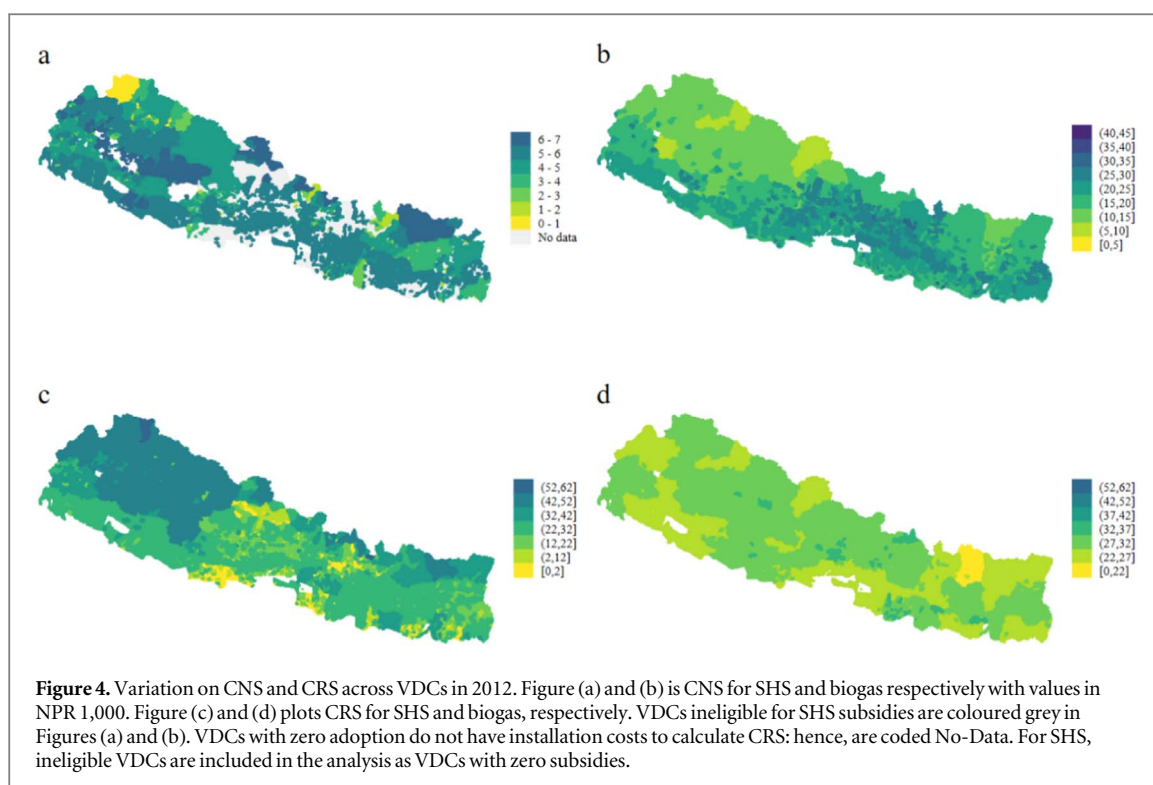 a
6 - 7
5 - 6
4 - 5
3 - 4
2 - 3
1 - 2
0 - 1
No data
b
(40,45]
(35,40]
(30,35]
(25,30]
(20,25]
(15,20]
(10,15]
(5,10]
[0,5]
c
(52,62]
(42,52]
(32,42]
(22,32]
(12,22]
(2,12]
[0,2]
d
(52,62]
(42,52]
(37,42]
(32,37]
(27,32]
(22,27]
[0,22]
Figure 4. Variation on CNS and CRS across VDCs in 2012. Figure (a) and (b) is CNS for SHS and biogas respectively with values in
NPR 1,000. Figure (c) and (d) plots CRS for SHS and biogas, respectively. VDCs ineligible for SHS subsidies are coloured grey in
Figures (a) and (b). VDCs with zero adoption do not have installation costs to calculate CRS: hence, are coded No-Data. For SHS,
ineligible VDCs are included in the analysis as VDCs with zero subsidies.